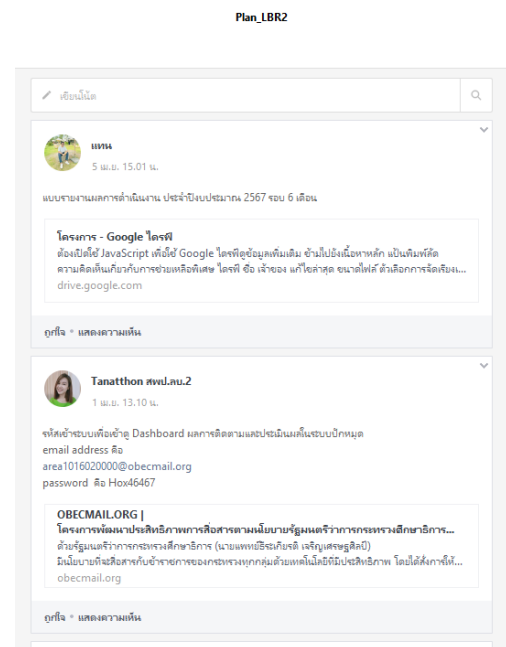 Plan_LBR2
เขียนโน้ต
แทน
5 เม.ย. 15.01 น.
แบบรายงานผลการดำเนินงาน ประจำปีงบประมาณ 2567 รอบ 6 เดือน
โครงการ - Google ไดรฟ์
ต้องเปิดใช้ JavaScript เพื่อใช้ Google ไดรฟ์ดูข้อมูลเพิ่มเติม ข้ามไปยังเนื้อหาหลัก แป้นพิมพ์ลัด
ความคิดเห็นเกี่ยวกับการช่วยเหลือพิเศษ ไดรฟ์ ชื่อ เจ้าของ แก้ไขล่าสุด ขนาดไฟล์ ตัวเลือกการจัดเรียงเ...
drive.google.com
ถูกใจ • แสดงความเห็น
Tanatthon สพป.ลบ.2
1 เม.ย. 13.10 น.
รหัสเข้าระบบเพื่อเข้าดู Dashboard ผลการติดตามและประเมินผลในระบบปักหมุด
email address คือ
area1016020000@obecmail.org
password คือ Hox46467
OBECMAIL.ORG |
โครงการพัฒนาประสิทธิภาพการสื่อสารตามนโยบายรัฐมนตรีว่าการกระทรวงศึกษาธิการ...
ด้วยรัฐมนตรีว่าการกระทรวงศึกษาธิการ (นายแพทย์ธีระเกียรติ เจริญเศรษฐศิลป์)
มีนโยบายที่จะสื่อสารกับข้าราชการของกระทรวงทุกกลุ่มด้วยเทคโนโลยีที่มีประสิทธิภาพ โดยได้สั่งการให้...
obecmail.org
ถูกใจ • แสดงความเห็น